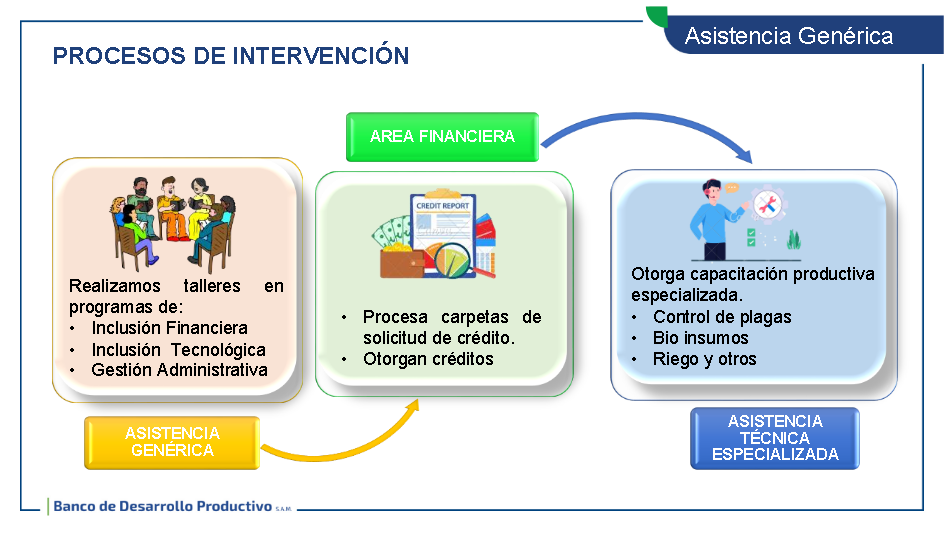 Asistencia Genérica
PROCESOS DE INTERVENCIÓN
AREA FINANCIERA
CREDIT REPORT
Realizamos talleres en
programas de:
• Inclusión Financiera
• Inclusión Tecnológica
• Gestión Administrativa
ASISTENCIA
GENÉRICA
• Procesa carpetas de
solicitud de crédito.
• Otorgan créditos
Otorga capacitación productiva
especializada.
• Control de plagas
• Bio insumos
• Riego y otros
ASISTENCIA
TÉCNICA
ESPECIALIZADA
Banco de Desarrollo Productivo S.A.M.